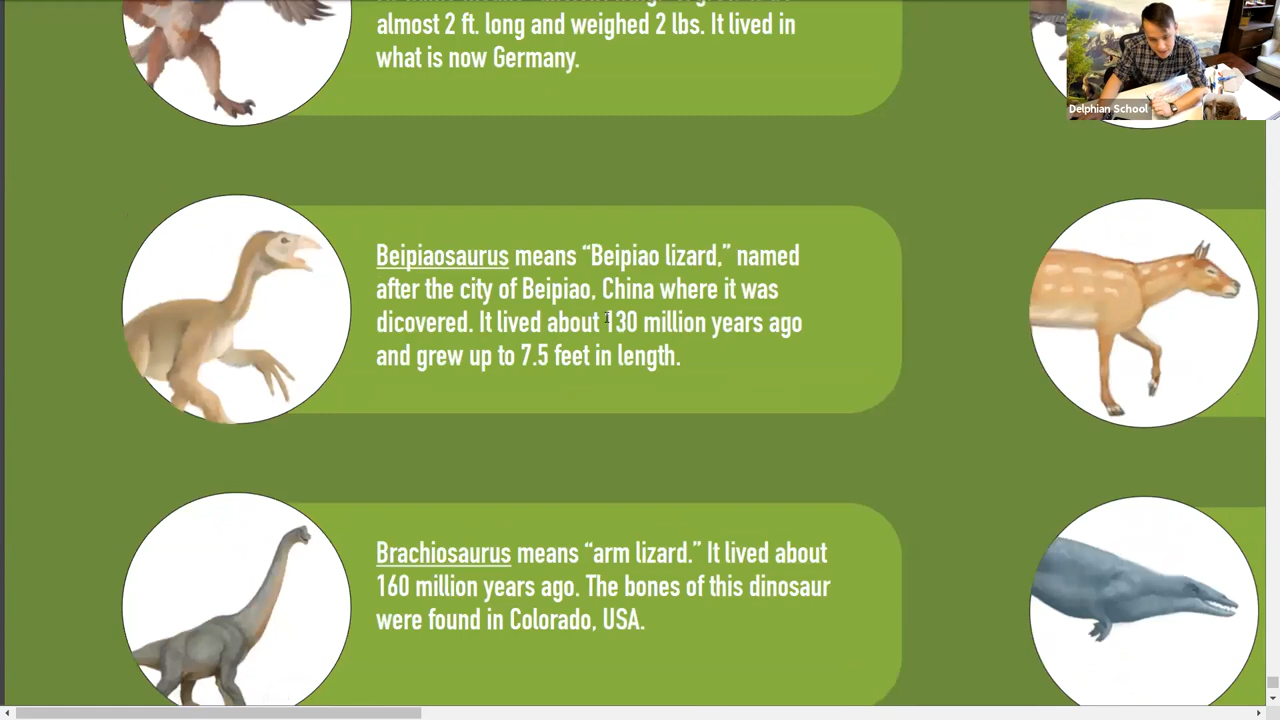 almost 2 ft. long and weighed 2 lbs. It lived in
what is now Germany.
Delphian School
Beipiaosaurus means “Beipiao lizard,” named
after the city of Beipiao, China where it was
dicovered. It lived about 130 million years ago
and grew up to 7.5 feet in length.
Brachiosaurus means “arm lizard.” It lived about
160 million years ago. The bones of this dinosaur
were found in Colorado, USA.